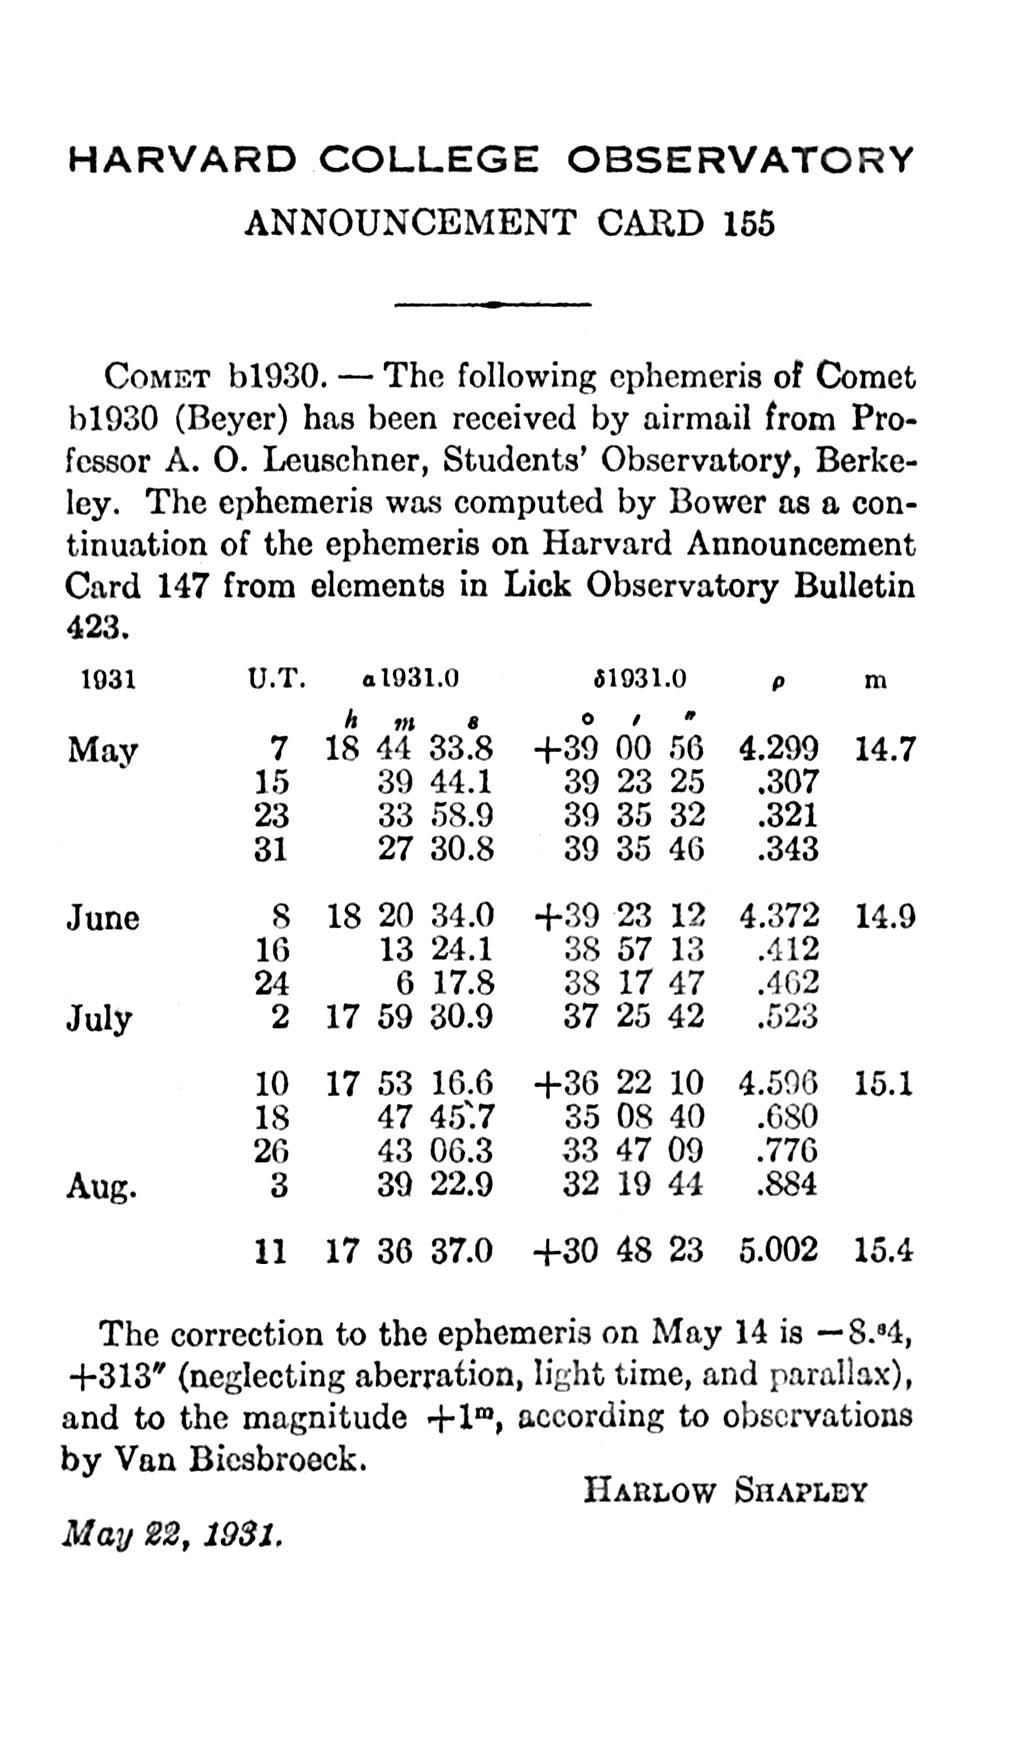 HARVARD COLLEGE OBSERVATORY
ANNOUNCEMENT CARD 155
COMET b1930. — The following ephemeris of Comet
b1930 (Beyer) has been received by airmail from Pro-
fessor A. O. Leuschner, Students' Observatory, Berke-
ley. The ephemeris was computed by Bower as a con-
tinuation of the ephemeris on Harvard Announcement
Card 147 from elements in Lick Observatory Bulletin
423.
1931 U.T. α1931.0 δ1931.0 ρ m
h m s ° ′ ″
May 7 18 44 33.8 +39 00 56 4.299 14.7
15 39 44.1 39 23 25 .307
23 33 58.9 39 35 32 .321
31 27 30.8 39 35 46 .343
June 8 18 20 34.0 +39 23 12 4.372 14.9
16 13 24.1 38 57 13 .412
24 6 17.8 38 17 47 .462
July 2 17 59 30.9 37 25 42 .523
10 17 53 16.6 +36 22 10 4.596 15.1
18 47 45.7 35 08 40 .680
26 43 06.3 33 47 09 .776
Aug. 3 39 22.9 32 19 44 .884
11 17 36 37.0 +30 48 23 5.002 15.4
The correction to the ephemeris on May 14 is —8.ˢ4,
+313″ (neglecting aberration, light time, and parallax),
and to the magnitude +1ᵐ, according to observations
by Van Biesbroeck.
HARLOW SHAPLEY
May 22, 1931.